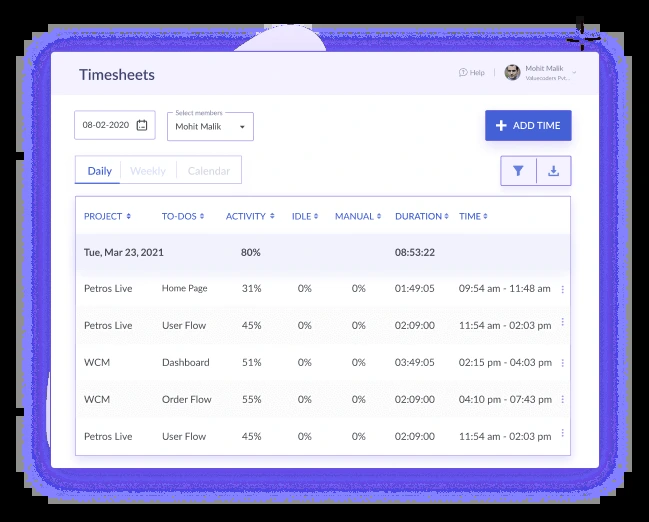 Timesheets
Help
Mohit Malik
Valuecoders Pvt...
08-02-2020
Select members
Mohit Malik
ADD TIME
Daily Weekly Calendar
PROJECT TO-DOS ACTIVITY IDLE MANUAL DURATION TIME
Tue, Mar 23, 2021 80% 08:53:22
Petros Live Home Page 31% 0% 0% 01:49:05 09:54 am - 11:48 am
Petros Live User Flow 45% 0% 0% 02:09:00 11:54 am - 02:03 pm
WCM Dashboard 51% 0% 0% 03:49:05 02:15 pm - 04:03 pm
WCM Order Flow 55% 0% 0% 02:09:00 04:10 pm - 07:43 pm
Petros Live User Flow 45% 0% 0% 02:09:00 11:54 am - 02:03 pm